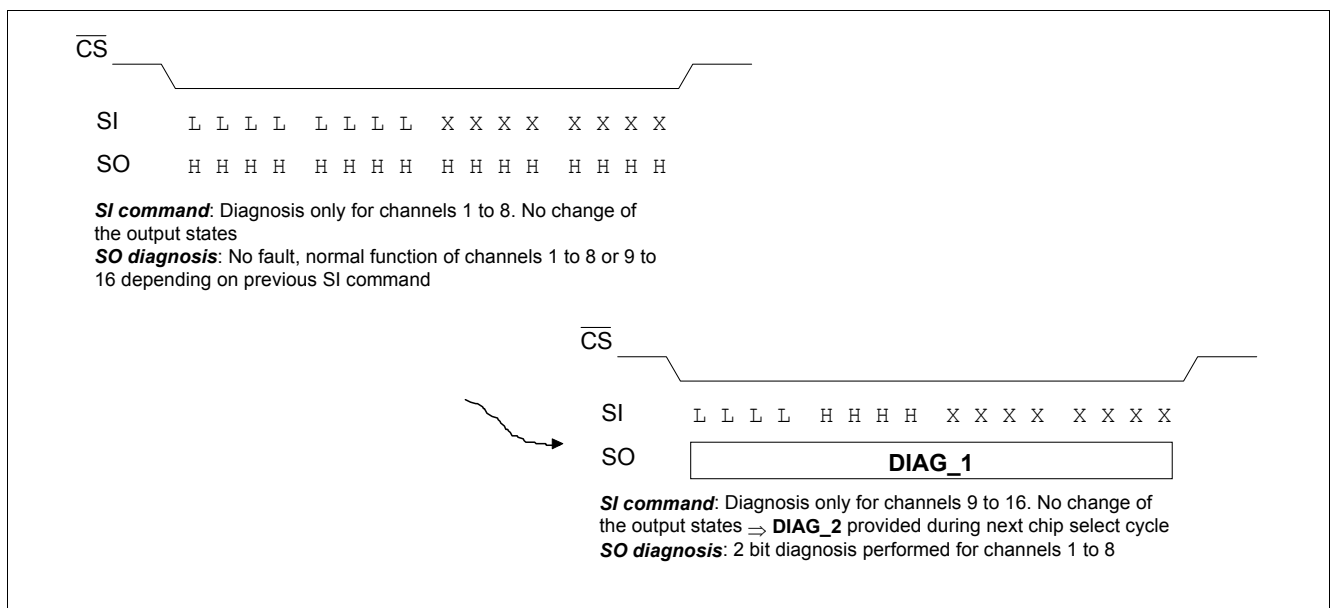 CS
SI L L L L L L L L X X X X X X X X
SO H H H H H H H H H H H H H H H H
SI command: Diagnosis only for channels 1 to 8. No change of
the output states
SO diagnosis: No fault, normal function of channels 1 to 8 or 9 to
16 depending on previous SI command
CS
SI L L L L H H H H X X X X X X X X
SO DIAG_1
SI command: Diagnosis only for channels 9 to 16. No change of
the output states ⇒ DIAG_2 provided during next chip select cycle
SO diagnosis: 2 bit diagnosis performed for channels 1 to 8